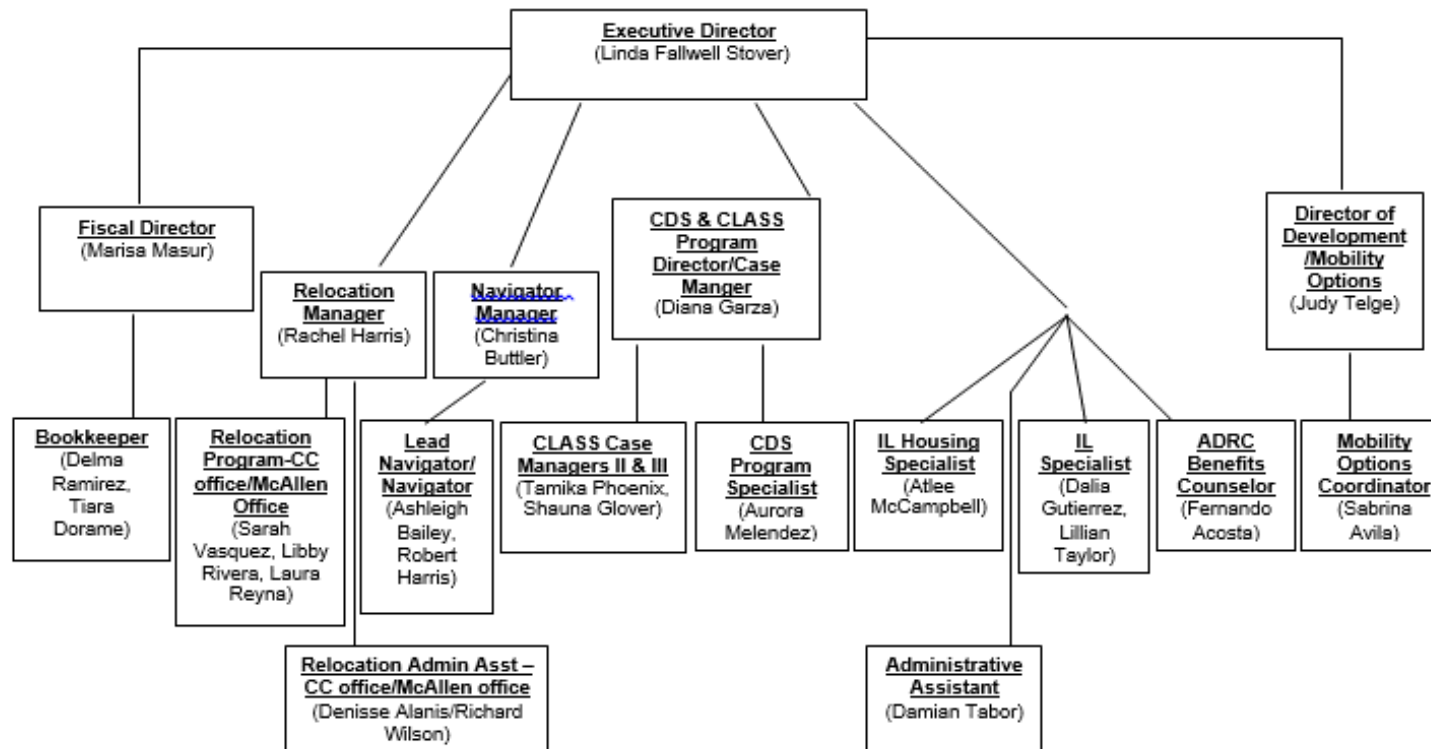 Executive Director
(Linda Fallwell Stover)
Fiscal Director
(Marisa Masur)
Relocation
Manager
(Rachel Harris)
Navigator
Manager
(Christina
Buttler)
CDS & CLASS
Program
Director/Case
Manger
(Diana Garza)
Director of
Development
/Mobility
Options
(Judy Telge)
Bookkeeper
(Delma
Ramirez,
Tiara
Dorame)
Relocation
Program-CC
office/McAllen
Office
(Sarah
Vasquez, Libby
Rivera, Laura
Reyna)
Lead
Navigator/
Navigator
(Ashleigh
Bailey,
Robert
Harris)
CLASS Case
Managers II & III
(Tamika Phoenix,
Shauna Glover)
CDS
Program
Specialist
(Aurora
Melendez)
IL Housing
Specialist
(Atlee
McCampbell)
IL
Specialist
(Dalia
Gutierrez,
Lillian
Taylor)
ADRC
Benefits
Counselor
(Fernando
Acosta)
Mobility
Options
Coordinator
(Sabrina
Avila)
Relocation Admin Asst –
CC office/McAllen office
(Denisse Alanis/Richard
Wilson)
Administrative
Assistant
(Damian Tabor)